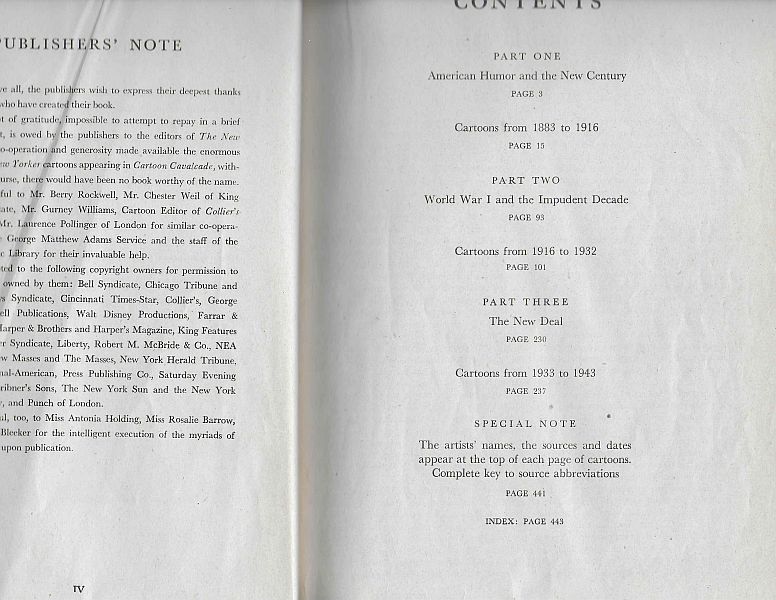 PUBLISHERS' NOTE
all, the publishers wish to express their deepest thanks
who have created their book.
t of gratitude, impossible to attempt to repay in a brief
t, is owed by the publishers to the editors of The New
o-operation and generosity made available the enormous
w Yorker cartoons appearing in Cartoon Cavalcade, with-
urse, there would have been no book worthy of the name.
ful to Mr. Berry Rockwell, Mr. Chester Weil of King
ate, Mr. Gurney Williams, Cartoon Editor of Collier's
Mr. Laurence Pollinger of London for similar co-opera-
George Matthew Adams Service and the staff of the
c Library for their invaluable help.
ted to the following copyright owners for permission to
owned by them: Bell Syndicate, Chicago Tribune and
s Syndicate, Cincinnati Times-Star, Collier's, George
ell Publications, Walt Disney Productions, Farrar &
Harper & Brothers and Harper's Magazine, King Features
r Syndicate, Liberty, Robert M. McBride & Co., NEA
w Masses and The Masses, New York Herald Tribune,
nal-American, Press Publishing Co., Saturday Evening
ribner's Sons, The New York Sun and the New York
, and Punch of London.
ul, too, to Miss Antonia Holding, Miss Rosalie Barrow,
Bleeker for the intelligent execution of the myriads of
upon publication.
IV
CONTENTS
PART ONE
American Humor and the New Century
PAGE 3
Cartoons from 1883 to 1916
PAGE 15
PART TWO
World War I and the Impudent Decade
PAGE 93
Cartoons from 1916 to 1932
PAGE 101
PART THREE
The New Deal
PAGE 230
Cartoons from 1933 to 1943
PAGE 237
SPECIAL NOTE
The artists' names, the sources and dates
appear at the top of each page of cartoons.
Complete key to source abbreviations
PAGE 441
INDEX: PAGE 443